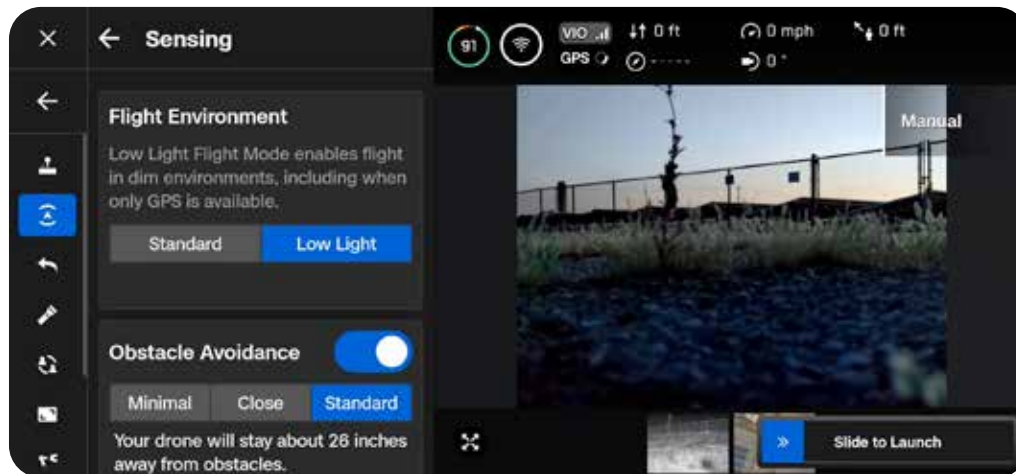 Sensing
91
VIO
0 ft
0 mph
0 ft
GPS
-----
0°
Flight Environment
Low Light Flight Mode enables flight
in dim environments, including when
only GPS is available.
Standard Low Light
Manual
Obstacle Avoidance
Minimal Close Standard
Your drone will stay about 26 inches
away from obstacles.
Slide to Launch